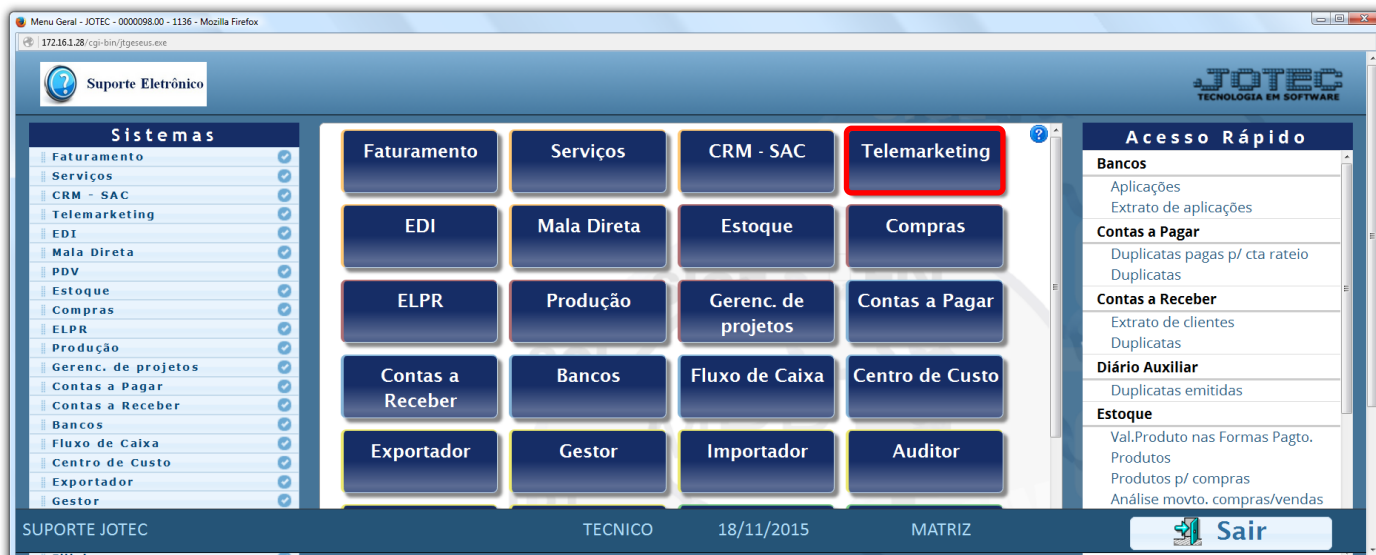 Menu Geral - JOTEC - 0000098.00 - 1136 - Mozilla Firefox
172.16.1.28/cgi-bin/jtgeseus.exe
Suporte Eletrônico
JOTEC
TECNOLOGIA EM SOFTWARE
Sistemas
Faturamento
Serviços
CRM - SAC
Telemarketing
EDI
Mala Direta
PDV
Estoque
Compras
ELPR
Produção
Gerenc. de projetos
Contas a Pagar
Contas a Receber
Bancos
Fluxo de Caixa
Centro de Custo
Exportador
Gestor
Faturamento
Serviços
CRM - SAC
Telemarketing
EDI
Mala Direta
Estoque
Compras
ELPR
Produção
Gerenc. de
projetos
Contas a Pagar
Contas a
Receber
Bancos
Fluxo de Caixa
Centro de Custo
Exportador
Gestor
Importador
Auditor
Acesso Rápido
Bancos
Aplicações
Extrato de aplicações
Contas a Pagar
Duplicatas pagas p/ cta rateio
Duplicatas
Contas a Receber
Extrato de clientes
Duplicatas
Diário Auxiliar
Duplicatas emitidas
Estoque
Val.Produto nas Formas Pagto.
Produtos
Produtos p/ compras
Análise movto. compras/vendas
SUPORTE JOTEC
TECNICO
18/11/2015
MATRIZ
Sair